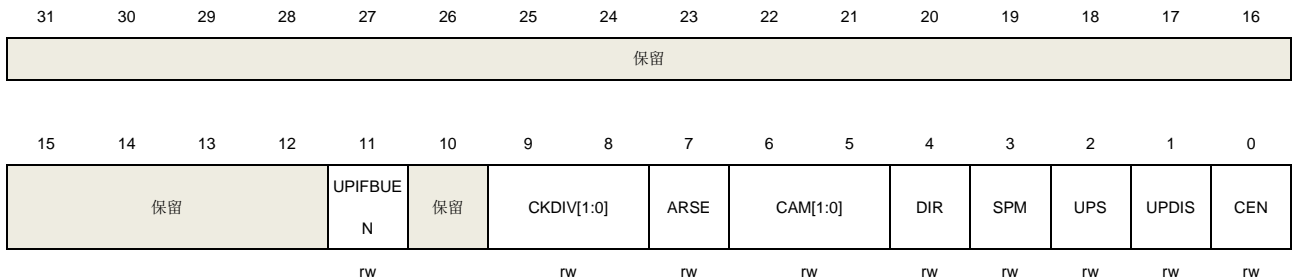 31 30 29 28 27 26 25 24 23 22 21 20 19 18 17 16
保留
15 14 13 12 11 10 9 8 7 6 5 4 3 2 1 0
保留 UPIFBUE
N 保留 CKDIV[1:0] ARSE CAM[1:0] DIR SPM UPS UPDIS CEN
rw rw rw rw rw rw rw rw rw